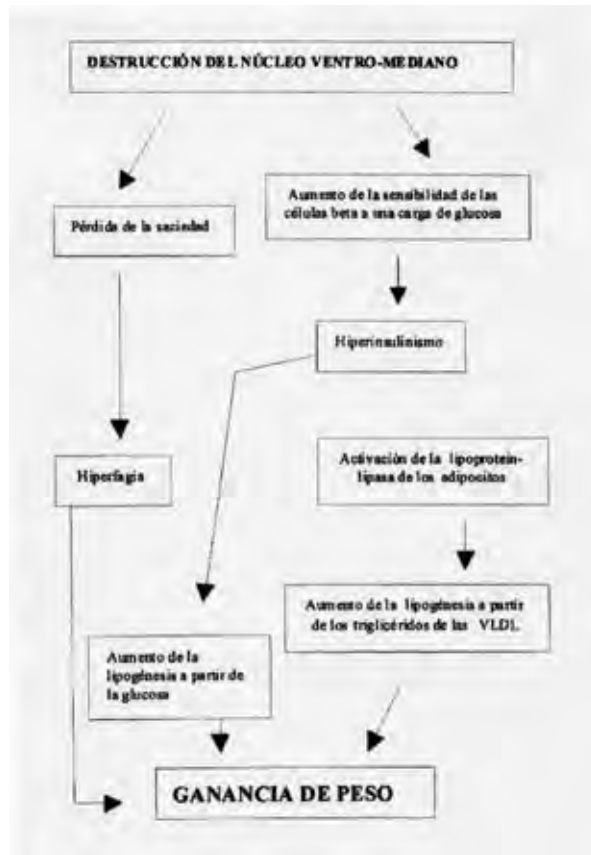 DESTRUCCIÓN DEL NÚCLEO VENTRO-MEDIANO
Pérdida de la saciedad
Aumento de la sensibilidad de las
células beta a una carga de glucosa
Hiperinsulinismo
Hiperfagia
Activación de la lipoprotein-
lipasa de los adipocitos
Aumento de la lipogénesis a partir
de los triglicéridos de las VLDL
Aumento de la
lipogénesis a partir de
la glucosa
GANANCIA DE PESO